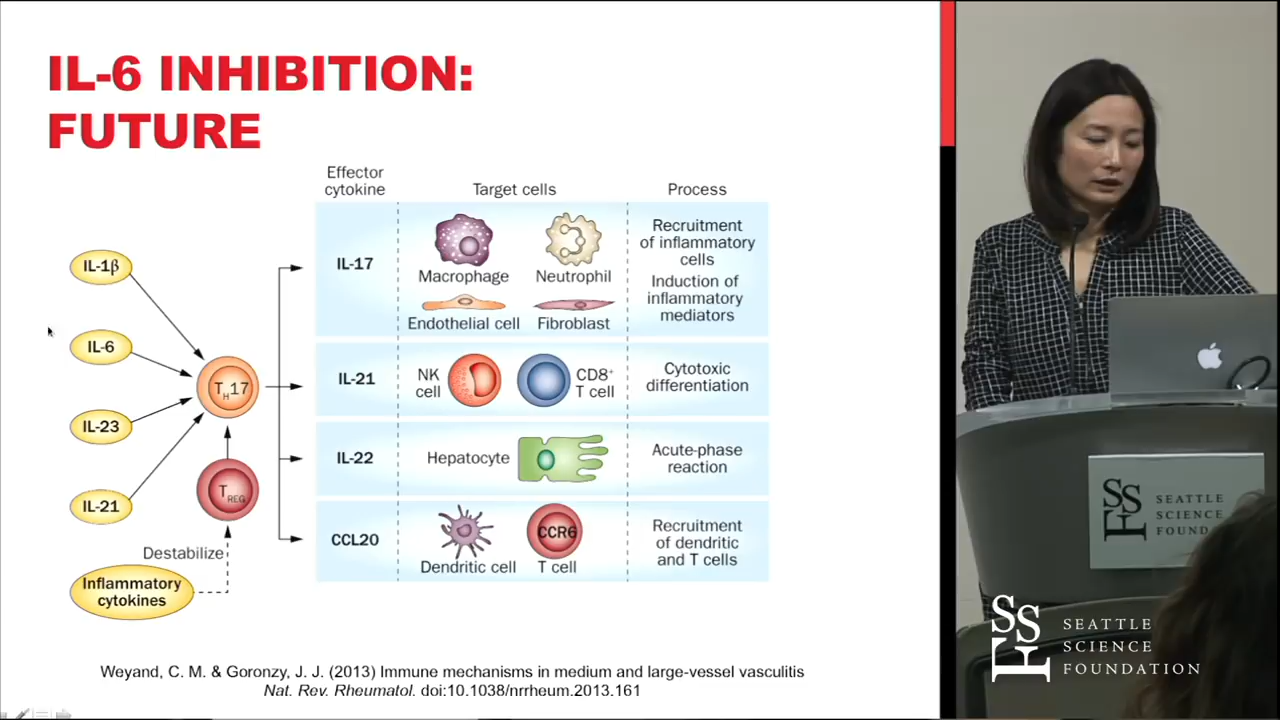 IL-6 INHIBITION:
FUTURE
Effector
cytokine
Target cells
Process
IL-1β
IL-6
IL-23
IL-21
TH17
TREG
Destabilize
Inflammatory
cytokines
IL-17
Macrophage
Neutrophil
Endothelial cell
Fibroblast
Recruitment
of inflammatory
cells
Induction of
inflammatory
mediators
IL-21
NK
cell
CD8+
T cell
Cytotoxic
differentiation
IL-22
Hepatocyte
Acute-phase
reaction
CCL20
Dendritic cell
CCR6
T cell
Recruitment
of dendritic
and T cells
Weyand, C. M. & Goronzy, J. J. (2013) Immune mechanisms in medium and large-vessel vasculitis
Nat. Rev. Rheumatol. doi:10.1038/nrrheum.2013.161
SSF
SEATTLE
SCIENCE
FOUNDATION
SSF
SEATTLE
SCIENCE
FOUNDATION